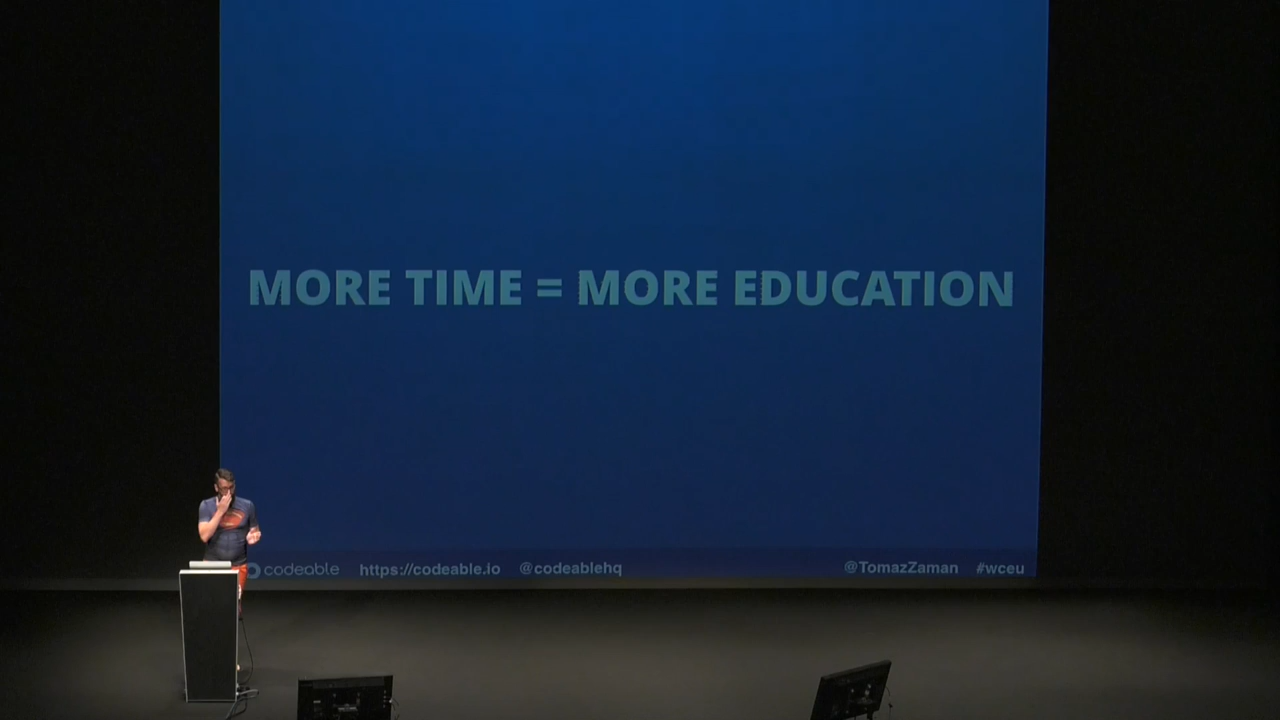 MORE TIME = MORE EDUCATION
codeable https://codeable.io @codeablehq @TomazZaman #wceu